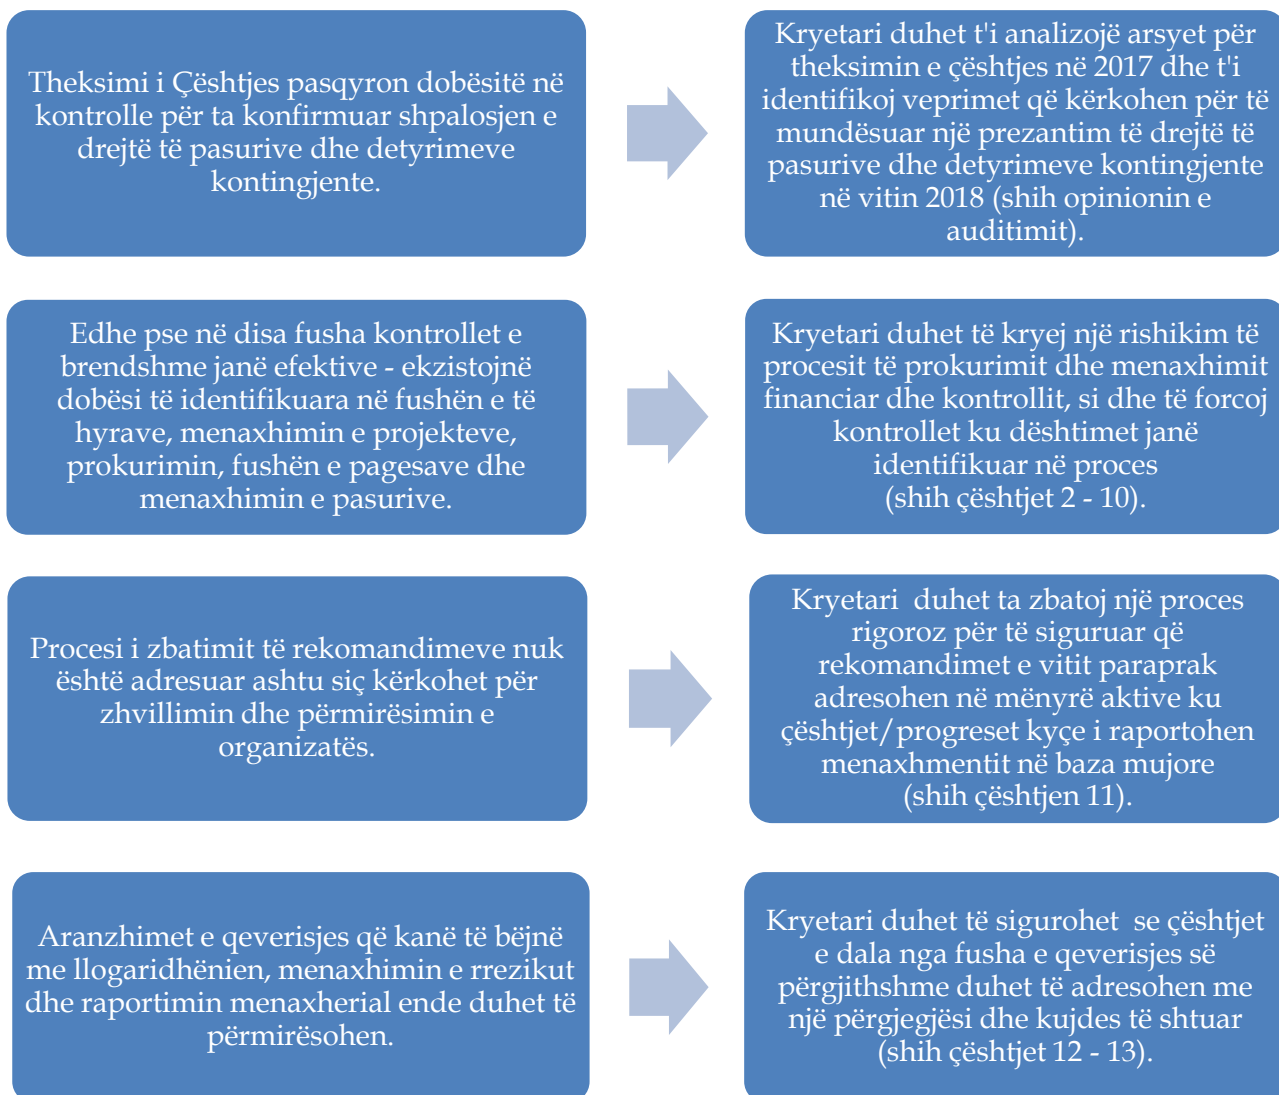 Theksimi i Çështjes pasqyron dobësitë në
kontrolle për ta konfirmuar shpalosjen e
drejtë të pasurive dhe detyrimeve
kontingjente.
Kryetari duhet t'i analizojë arsyet për
theksimin e çështjes në 2017 dhe t'i
identifikoj veprimet që kërkohen për të
mundësuar një prezantim të drejtë të
pasurive dhe detyrimeve kontingjente
në vitin 2018 (shih opinionin e
auditimit).
Edhe pse në disa fusha kontrollet e
brendshme janë efektive - ekzistojnë
dobësi të identifikuara në fushën e të
hyrave, menaxhimin e projekteve,
prokurimin, fushën e pagesave dhe
menaxhimin e pasurive.
Kryetari duhet të kryej një rishikim të
procesit të prokurimit dhe menaxhimit
financiar dhe kontrollit, si dhe të forcoj
kontrollet ku dështimet janë
identifikuar në proces
(shih çështjet 2 - 10).
Procesi i zbatimit të rekomandimeve nuk
është adresuar ashtu siç kërkohet për
zhvillimin dhe përmirësimin e
organizatës.
Kryetari duhet ta zbatoj një proces
rigoroz për të siguruar që
rekomandimet e vitit paraprak
adresohen në mënyrë aktive ku
çështjet/progreset kyçe i raportohen
menaxhmentit në baza mujore
(shih çështjen 11).
Aranzhimet e qeverisjes që kanë të bëjnë
me llogaridhënien, menaxhimin e rrezikut
dhe raportimin menaxherial ende duhet të
përmirësohen.
Kryetari duhet të sigurohet se çështjet
e dala nga fusha e qeverisjes së
përgjithshme duhet të adresohen me
një përgjegjësi dhe kujdes të shtuar
(shih çështjet 12 - 13).